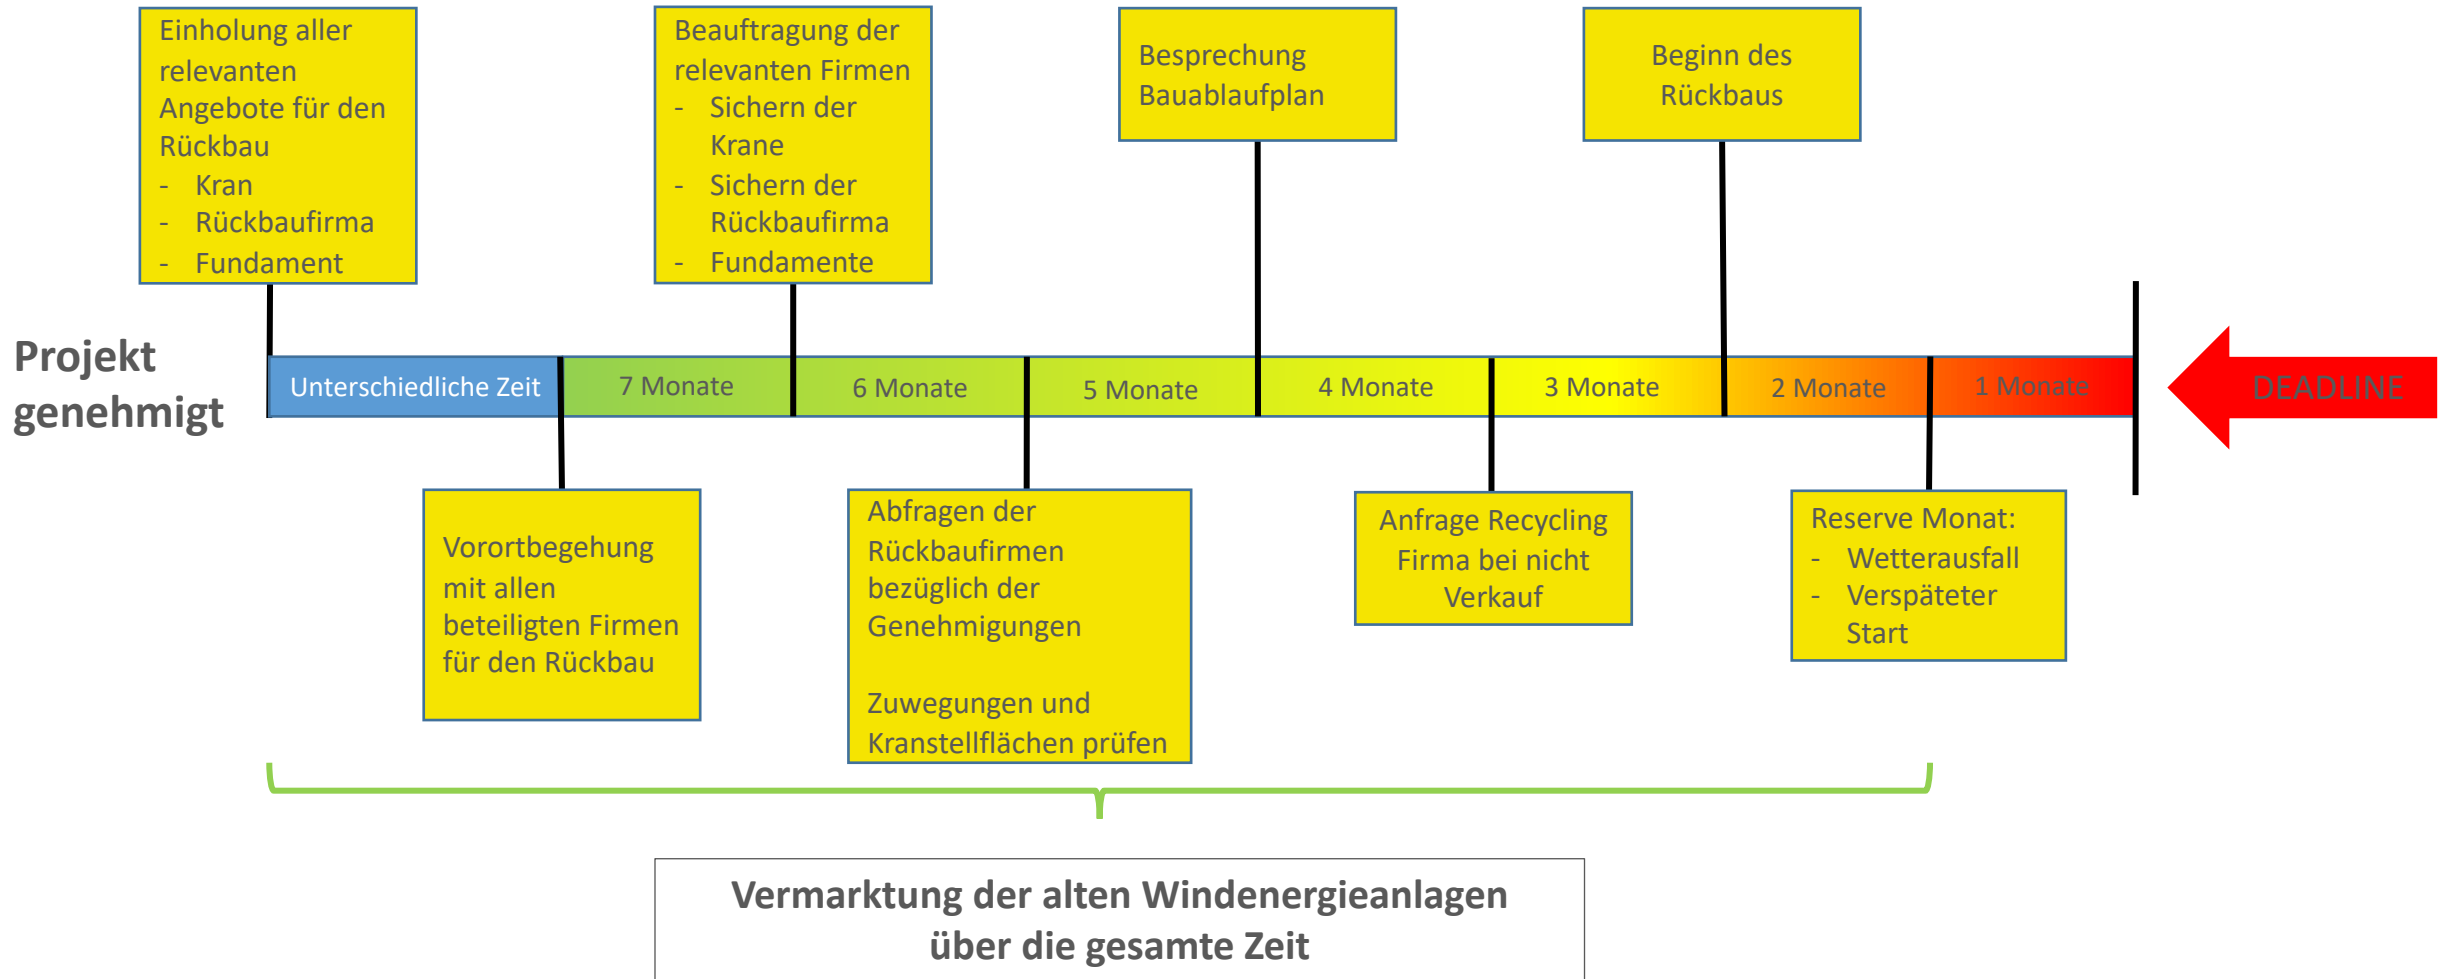 Einholung aller
relevanten
Angebote für den
Rückbau
- Kran
- Rückbaufirma
- Fundament
Beauftragung der
relevanten Firmen
- Sichern der
Krane
- Sichern der
Rückbaufirma
- Fundamente
Besprechung
Bauablaufplan
Beginn des
Rückbaus
Projekt
genehmigt
Unterschiedliche Zeit
7 Monate
6 Monate
5 Monate
4 Monate
3 Monate
2 Monate
1 Monate
DEADLINE
Vorortbegehung
mit allen
beteiligten Firmen
für den Rückbau
Abfragen der
Rückbaufirmen
bezüglich der
Genehmigungen
Zuwegungen und
Kranstellflächen prüfen
Anfrage Recycling
Firma bei nicht
Verkauf
Reserve Monat:
- Wetterausfall
- Verspäteter
Start
Vermarktung der alten Windenergieanlagen
über die gesamte Zeit